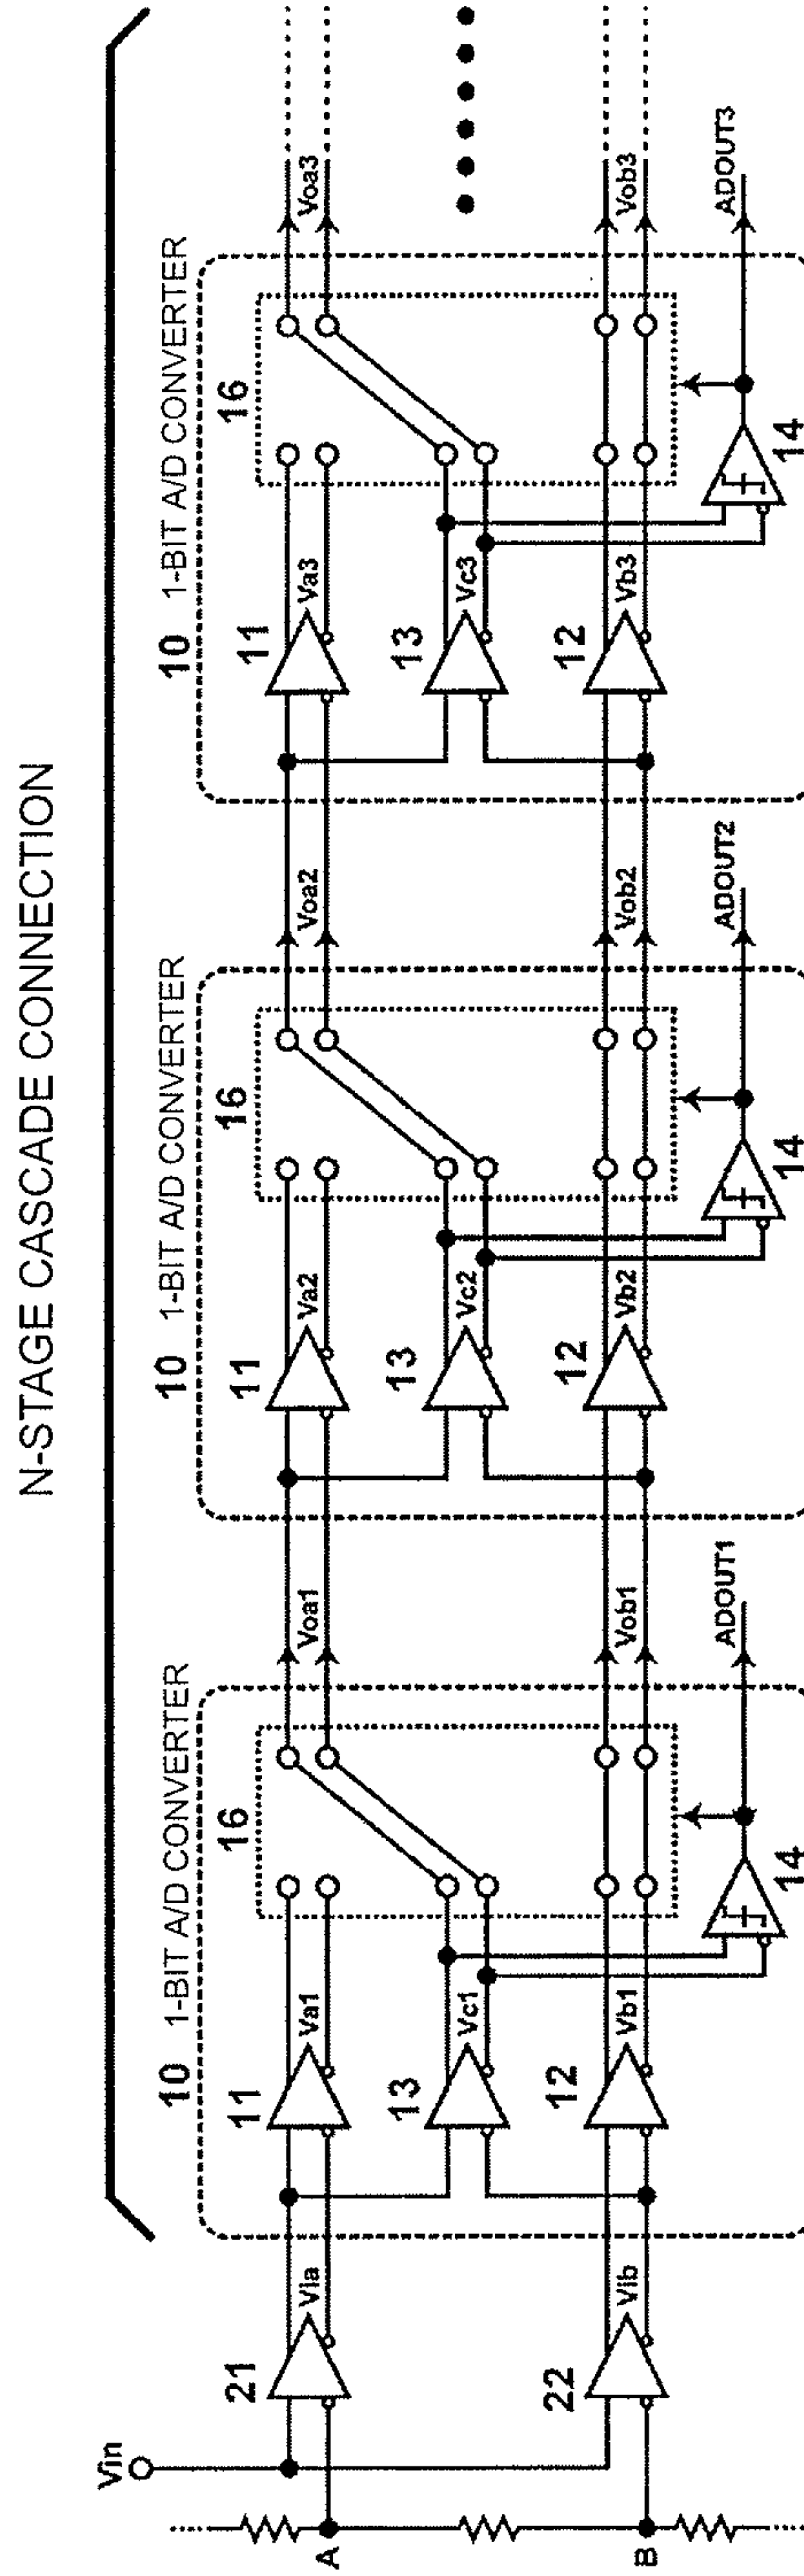 N-STAGE CASCADE CONNECTION
Vin
A
B
21
Via
22
Vib
10 1-BIT A/D CONVERTER
11
Va1
13
Vc1
12
Vb1
16
14
Voa1
Vob1
ADOUT1
10 1-BIT A/D CONVERTER
11
Va2
13
Vc2
12
Vb2
16
14
Voa2
Vob2
ADOUT2
10 1-BIT A/D CONVERTER
11
Va3
13
Vc3
12
Vb3
16
14
Voa3
Vob3
ADOUT3